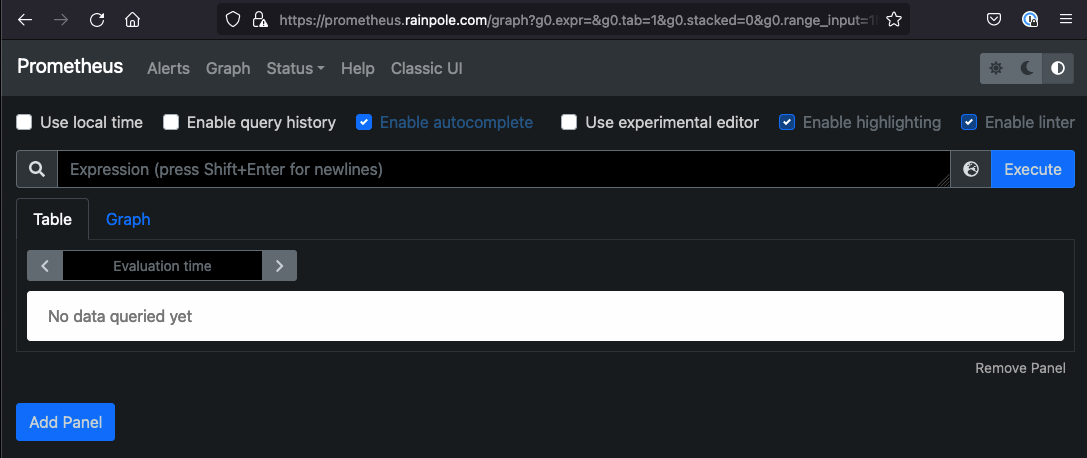 https://prometheus.rainpole.com/graph?g0.expr=&g0.tab=1&g0.stacked=0&g0.range_input=1
Prometheus Alerts Graph Status Help Classic UI
Use local time Enable query history Enable autocomplete Use experimental editor Enable highlighting Enable linter
Expression (press Shift+Enter for newlines) Execute
Table Graph
Evaluation time
No data queried yet
Remove Panel
Add Panel